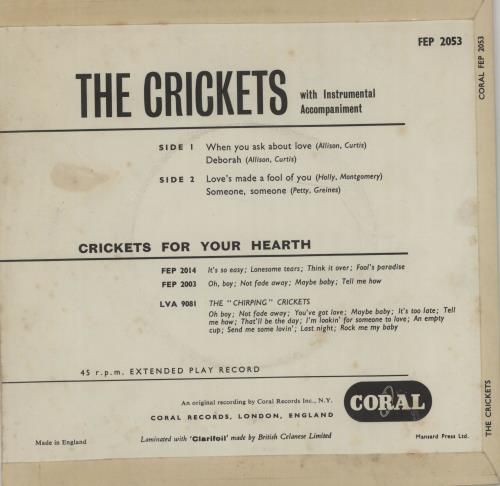 FEP 2053
THE CRICKETS with Instrumental
Accompaniment
SIDE 1 When you ask about love (Allison, Curtis)
Deborah (Allison, Curtis)
SIDE 2 Love's made a fool of you (Holly, Montgomery)
Someone, someone (Petty, Greines)
CRICKETS FOR YOUR HEARTH
FEP 2014 It's so easy; Lonesome tears; Think it over; Fool's paradise
FEP 2003 Oh, boy; Not fade away; Maybe baby; Tell me how
LVA 9081 THE "CHIRPING" CRICKETS
Oh boy; Not fade away; You've got love; Maybe baby; It's too late; Tell
me how; That'll be the day; I'm lookin' for someone to love; An empty
cup; Send me some lovin'; Last night; Rock me my baby
45 r.p.m. EXTENDED PLAY RECORD
An original recording by Coral Records Inc., N.Y.
CORAL RECORDS, LONDON, ENGLAND
CORAL
Made in England
Laminated with 'Clarifoil' made by British Celanese Limited
Mansard Press Ltd.
CORAL FEP 2053
THE CRICKETS